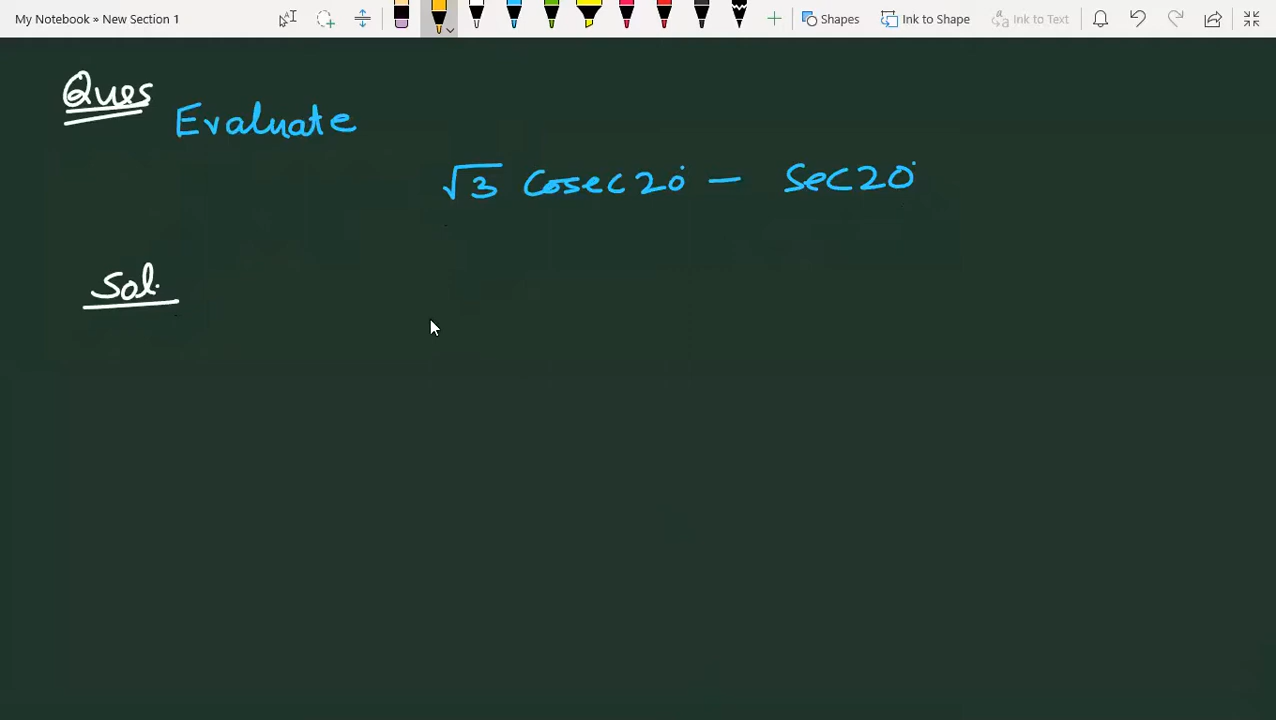 My Notebook » New Section 1
Shapes
Ink to Shape
Ink to Text
Ques
Evaluate
√3 Cosec 20° − Sec 20°
Sol.